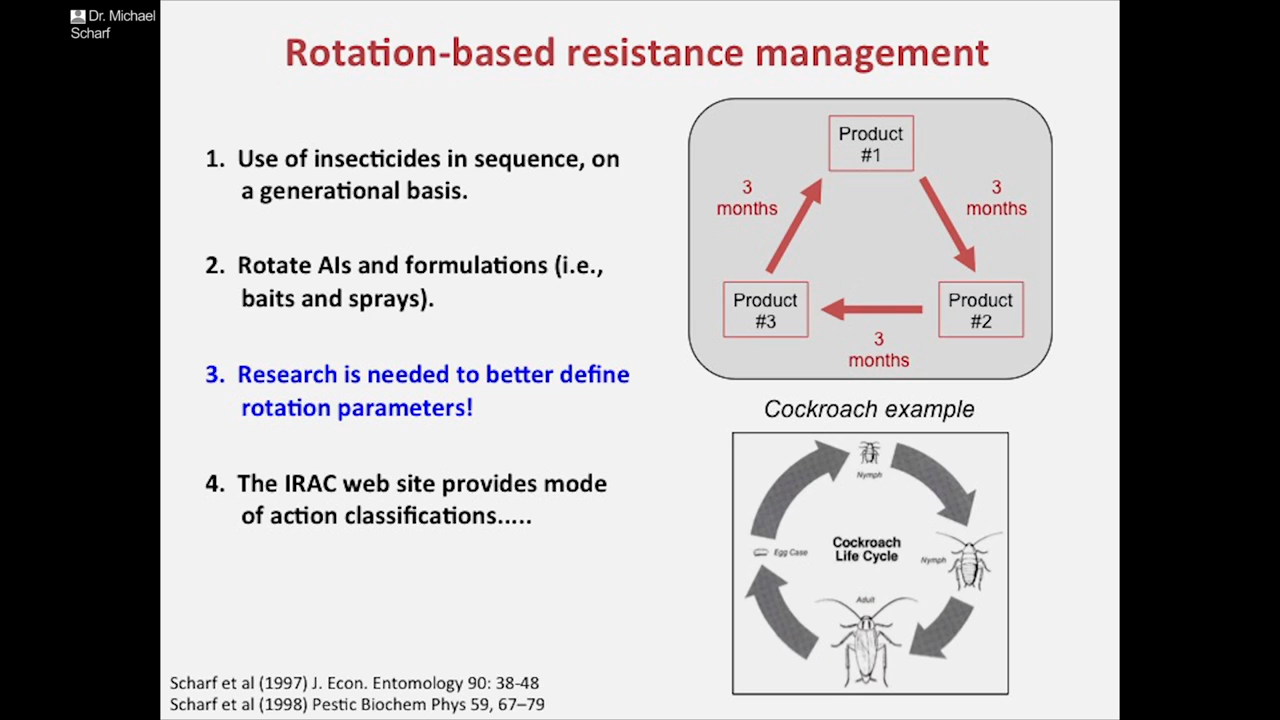 Dr. Michael
Scharf
Rotation-based resistance management
1. Use of insecticides in sequence, on
a generational basis.
2. Rotate AIs and formulations (i.e.,
baits and sprays).
3. Research is needed to better define
rotation parameters!
4. The IRAC web site provides mode
of action classifications.....
Scharf et al (1997) J. Econ. Entomology 90: 38-48
Scharf et al (1998) Pestic Biochem Phys 59, 67–79
Product
#1
3
months
3
months
Product
#3
Product
#2
3
months
Cockroach example
Nymph
Cockroach
Life Cycle
Egg Case
Nymph
Adult